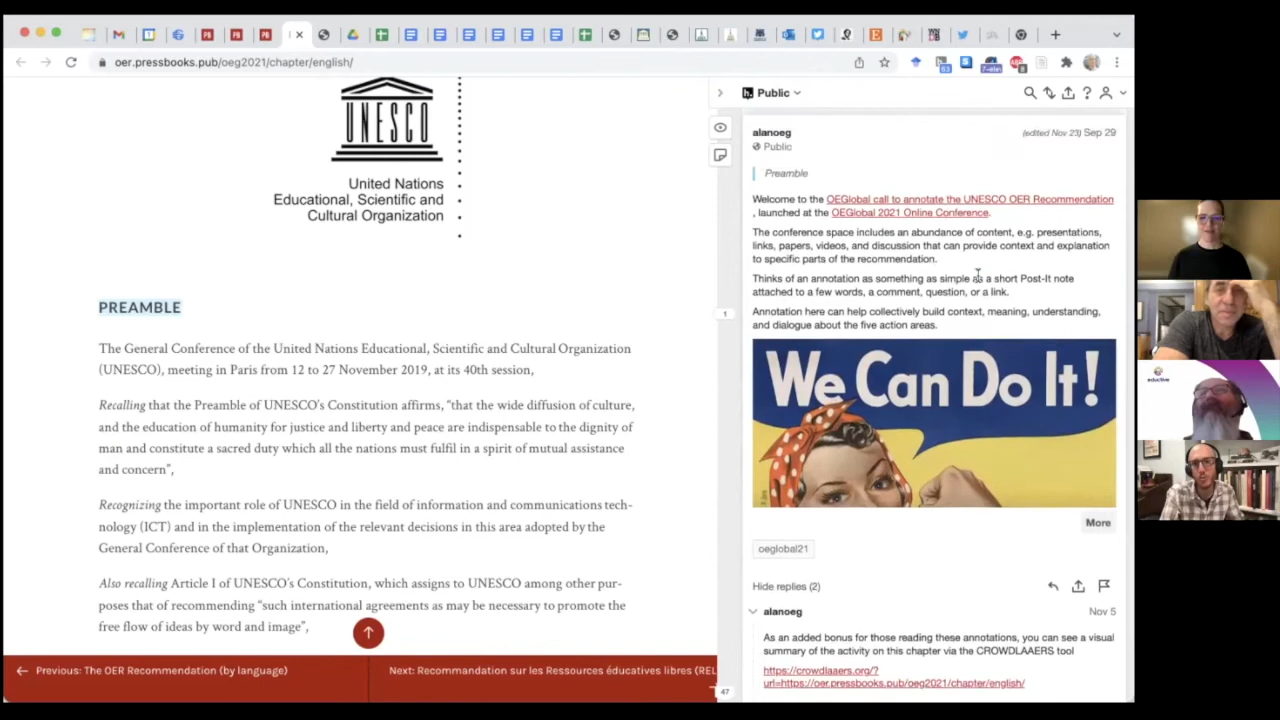 oer.pressbooks.pub/oeg2021/chapter/english/
UNESCO
United Nations
Educational, Scientific and
Cultural Organization
PREAMBLE
The General Conference of the United Nations Educational, Scientific and Cultural Organization
(UNESCO), meeting in Paris from 12 to 27 November 2019, at its 40th session,
Recalling that the Preamble of UNESCO's Constitution affirms, “that the wide diffusion of culture,
and the education of humanity for justice and liberty and peace are indispensable to the dignity of
man and constitute a sacred duty which all the nations must fulfil in a spirit of mutual assistance
and concern”,
Recognizing the important role of UNESCO in the field of information and communications tech-
nology (ICT) and in the implementation of the relevant decisions in this area adopted by the
General Conference of that Organization,
Also recalling Article I of UNESCO's Constitution, which assigns to UNESCO among other pur-
poses that of recommending “such international agreements as may be necessary to promote the
free flow of ideas by word and image”,
Previous: The OER Recommendation (by language)
Next: Recommandation sur les Ressources éducatives libres (REL
Public
alanoeg
(edited Nov 23) Sep 29
Public
Preamble
Welcome to the OEGlobal call to annotate the UNESCO OER Recommendation
, launched at the OEGlobal 2021 Online Conference.
The conference space includes an abundance of content, e.g. presentations,
links, papers, videos, and discussion that can provide context and explanation
to specific parts of the recommendation.
Thinks of an annotation as something as simple as a short Post-It note
attached to a few words, a comment, question, or a link.
Annotation here can help collectively build context, meaning, understanding,
and dialogue about the five action areas.
We Can Do It!
More
oeglobal21
Hide replies (2)
alanoeg
Nov 5
As an added bonus for those reading these annotations, you can see a visual
summary of the activity on this chapter via the CROWDLAAERS tool
https://crowdlaaers.org/?
url=https://oer.pressbooks.pub/oeg2021/chapter/english/
1
47
eductive